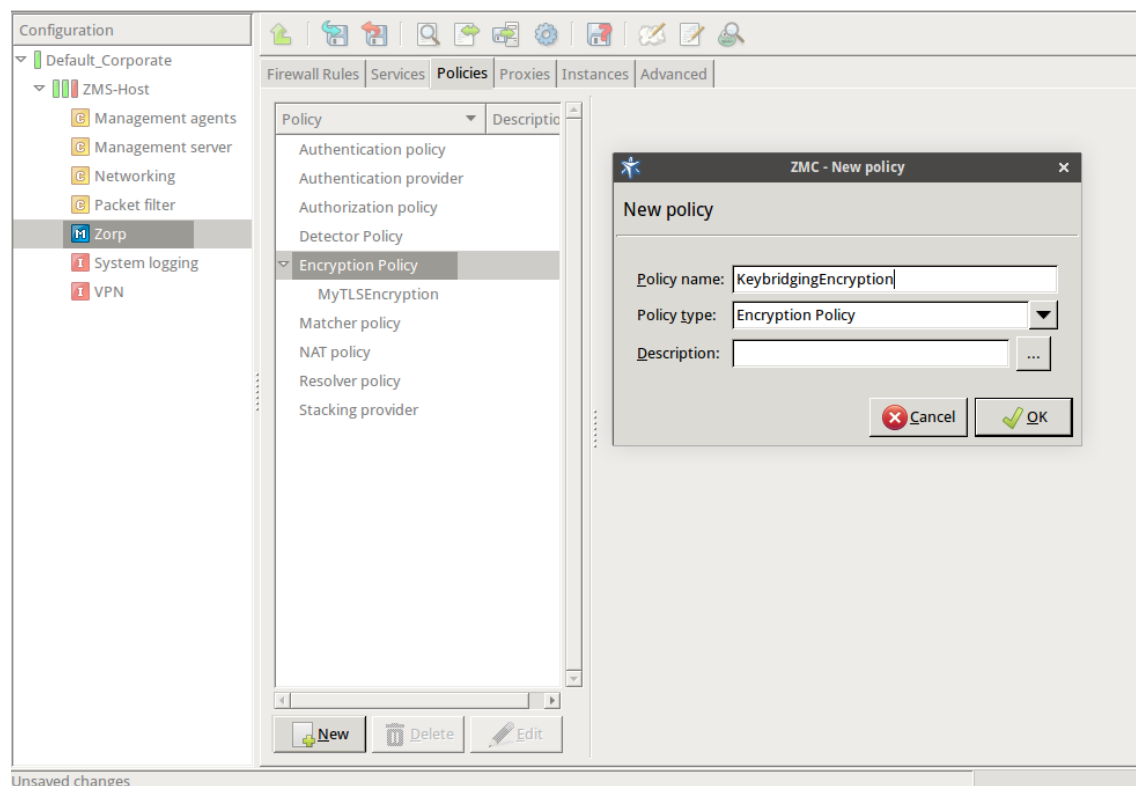 Configuration
Default_Corporate
ZMS-Host
Management agents
Management server
Networking
Packet filter
Zorp
System logging
VPN
Firewall Rules Services Policies Proxies Instances Advanced
Policy Descriptio
Authentication policy
Authentication provider
Authorization policy
Detector Policy
Encryption Policy
MyTLSEncryption
Matcher policy
NAT policy
Resolver policy
Stacking provider
New Delete Edit
ZMC - New policy
New policy
Policy name: KeybridgingEncryption
Policy type: Encryption Policy
Description: ...
Cancel OK
Unsaved changes